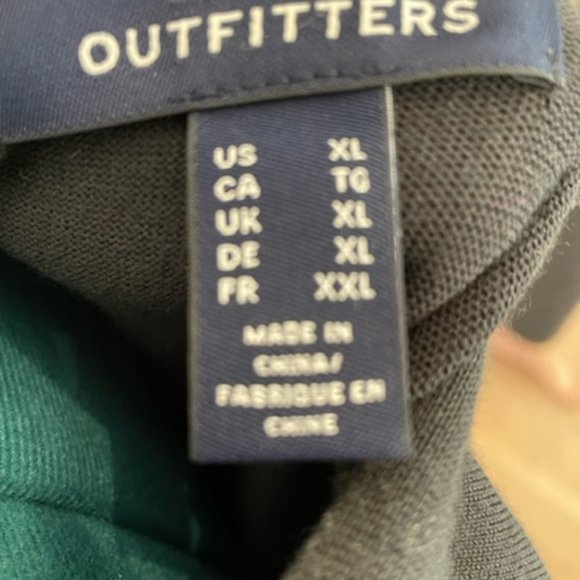 OUTFITTERS
US XL
CA TG
UK XL
DE XL
FR XXL
MADE IN
CHINA/
FABRIQUE EN
CHINE